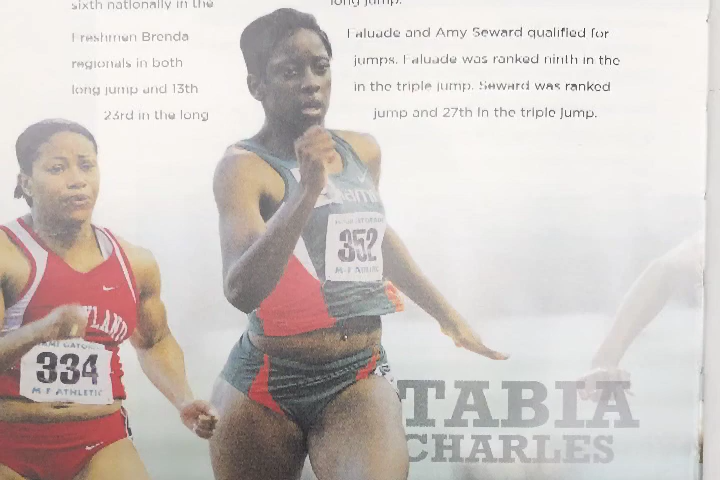 sixth nationally in the
Freshmen Brenda
regionals in both
long jump and 13th
23rd in the long
long jump.
Faluade and Amy Seward qualified for
jumps. Faluade was ranked ninth in the
in the triple jump. Seward was ranked
jump and 27th in the triple jump.
352
M-F ATHLETIC
YLAND
334
M-F ATHLETIC
TABIA
CHARLES